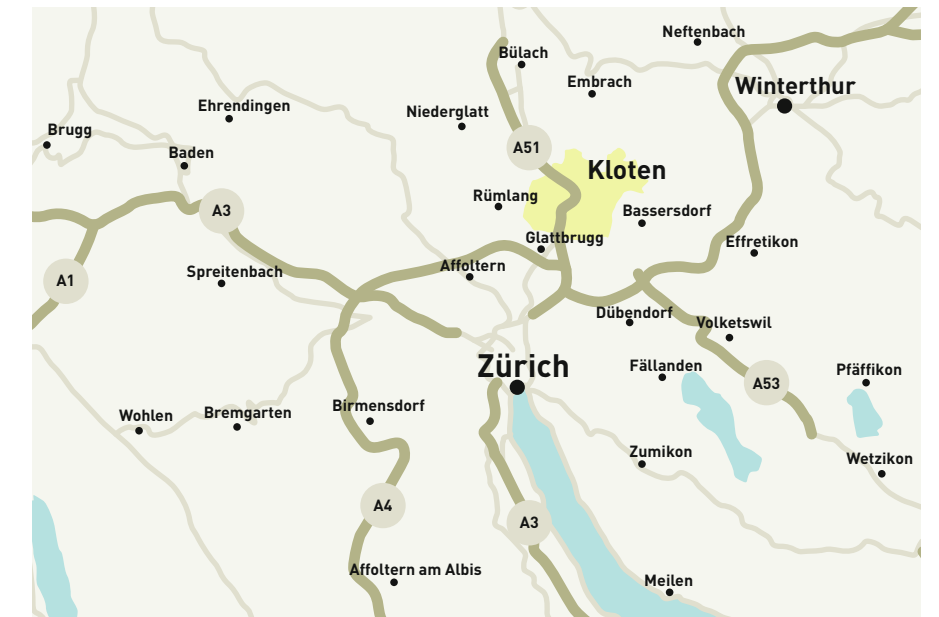 Neftenbach
Bülach
Embrach
Winterthur
Ehrendingen
Niederglatt
Brugg
Baden
A51
Kloten
Rümlang
A3
Bassersdorf
Glattbrugg
Effretikon
Affoltern
Spreitenbach
A1
Dübendorf
Volketswil
Zürich
Fällanden
A53
Pfäffikon
Wohlen
Bremgarten
Birmensdorf
Zumikon
Wetzikon
A4
A3
Affoltern am Albis
Meilen